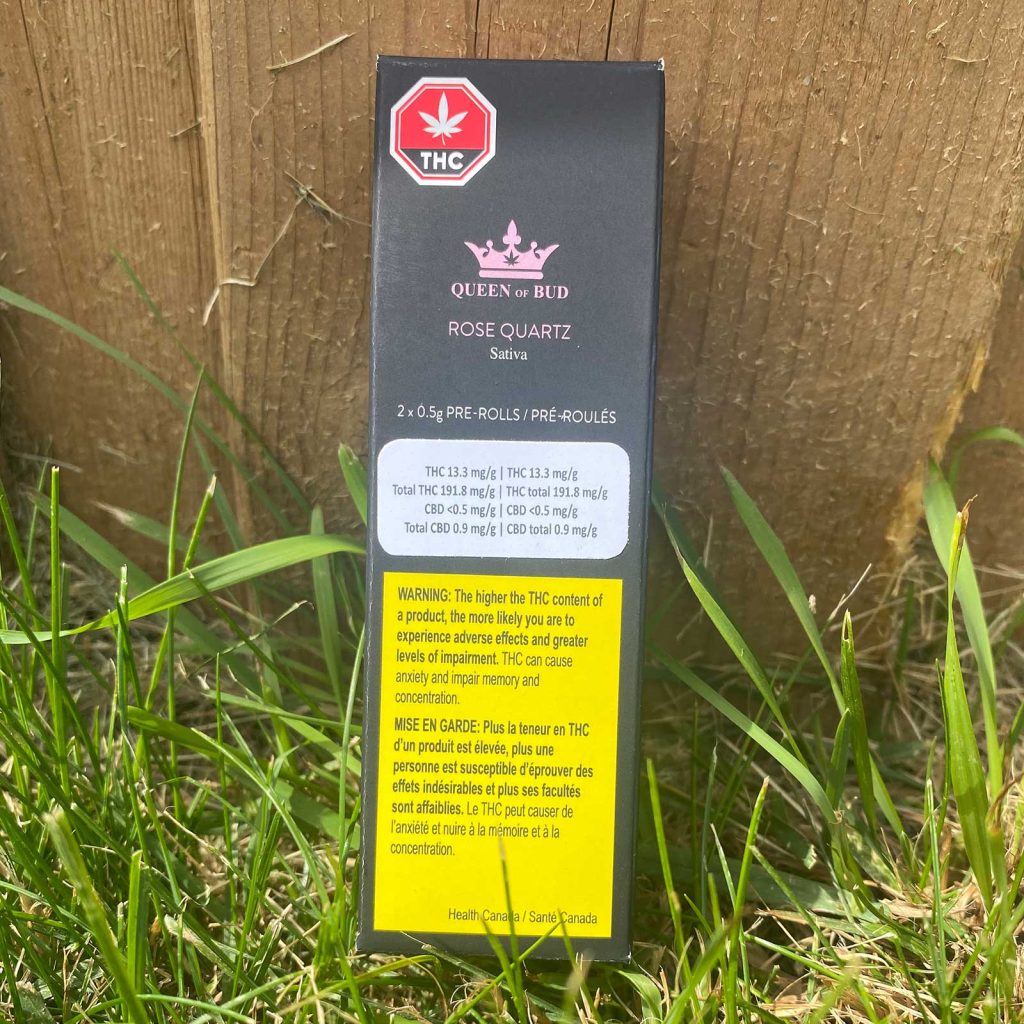 THC
QUEEN OF BUD
ROSE QUARTZ
Sativa
2 x 0.5g PRE-ROLLS / PRÉ-ROULÉS
THC 13.3 mg/g | THC 13.3 mg/g
Total THC 191.8 mg/g | THC total 191.8 mg/g
CBD <0.5 mg/g | CBD <0.5 mg/g
Total CBD 0.9 mg/g | CBD total 0.9 mg/g
WARNING: The higher the THC content of
a product, the more likely you are to
experience adverse effects and greater
levels of impairment. THC can cause
anxiety and impair memory and
concentration.
MISE EN GARDE: Plus la teneur en THC
d'un produit est élevée, plus une
personne est susceptible d'éprouver des
effets indésirables et plus ses facultés
sont affaiblies. Le THC peut causer de
l'anxiété et nuire à la mémoire et à la
concentration.
Health Canada / Santé Canada